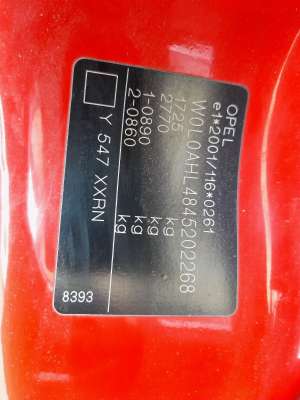 OPEL
e1*2001/116*0261
W0L0AHL4845202268
1725 kg
2770 kg
1-0890 kg
2-0860 kg
Y 547 XXRN
8393